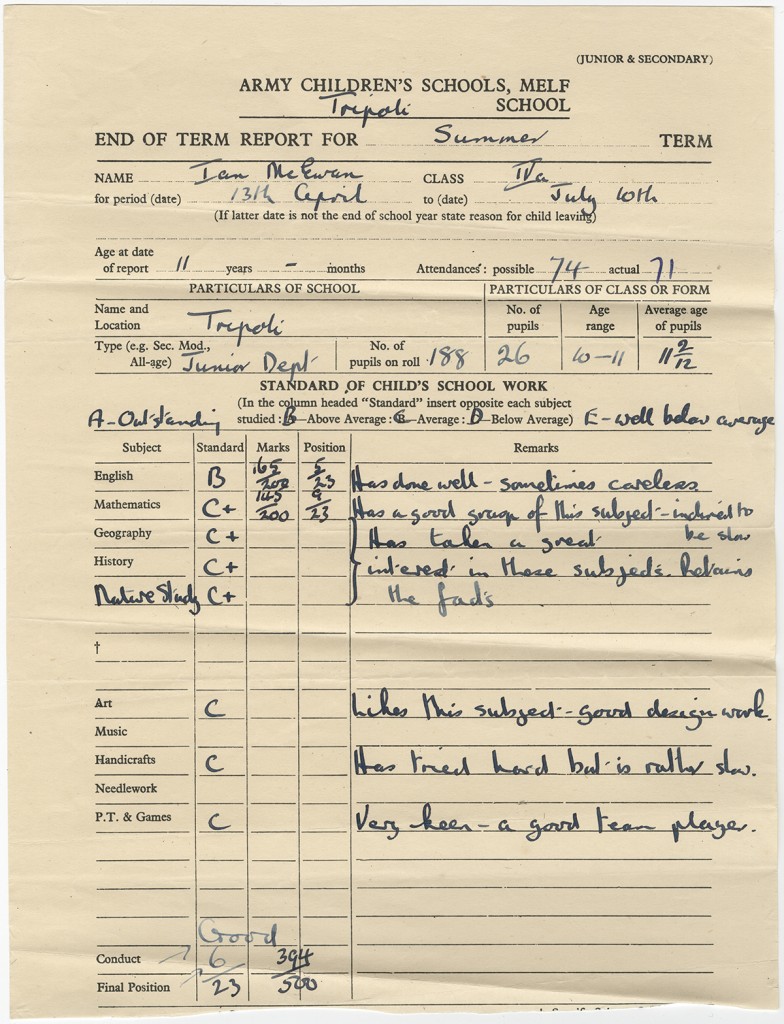 (JUNIOR & SECONDARY)
ARMY CHILDREN'S SCHOOLS, MELF
Tripoli SCHOOL
END OF TERM REPORT FOR Summer TERM
NAME Ian McEwan CLASS IVa
for period (date) 13th April to (date) July 10th
(If latter date is not the end of school year state reason for child leaving)
Age at date
of report 11 years - months Attendances: possible 74 actual 71
PARTICULARS OF SCHOOL PARTICULARS OF CLASS OR FORM
Name and
Location Tripoli
No. of
pupils
Age
range
Average age
of pupils
Type (e.g. Sec. Mod.,
All-age) Junior Dept
No. of
pupils on roll 188
26 10-11 11 2/12
STANDARD OF CHILD'S SCHOOL WORK
(In the column headed "Standard" insert opposite each subject
A-Outstanding studied: B-Above Average: C-Average: D-Below Average) E-well below average
Subject Standard Marks Position Remarks
English B 165/200 5/23 Has done well - sometimes careless.
Mathematics C+ 145/200 9/23 Has a good grasp of this subject - inclined to
be slow
Geography C+ Has taken a great
History C+ interest in these subjects. Retains
Nature Study C+ the facts
†
Art C Likes this subject - good design work.
Music
Handicrafts C Has tried hard but is rather slow.
Needlework
P.T. & Games C Very keen - a good team player.
Good
Conduct
Final Position 6/23 394/500